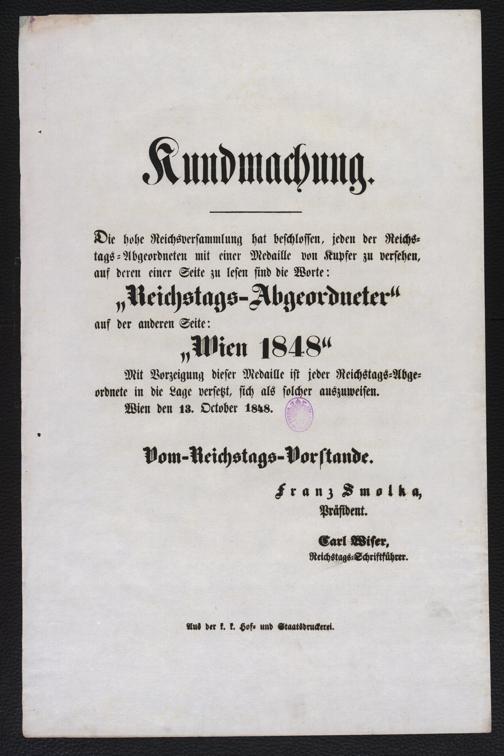 Kundmachung.
Die hohe Reichsversammlung hat beschlossen, jeden der Reichs-
tags-Abgeordneten mit einer Medaille von Kupfer zu versehen,
auf deren einer Seite zu lesen sind die Worte:
„Reichstags-Abgeordneter“
auf der anderen Seite:
„Wien 1848“
Mit Vorzeigung dieser Medaille ist jeder Reichstags-Abge-
ordnete in die Lage versetzt, sich als solcher auszuweisen.
Wien den 13. October 1848.
Vom-Reichstags-Vorstande.
Franz Smolka,
Präsident.
Carl Wiser,
Reichstags-Schriftführer.
Aus der k. k. Hof- und Staatsdruckerei.